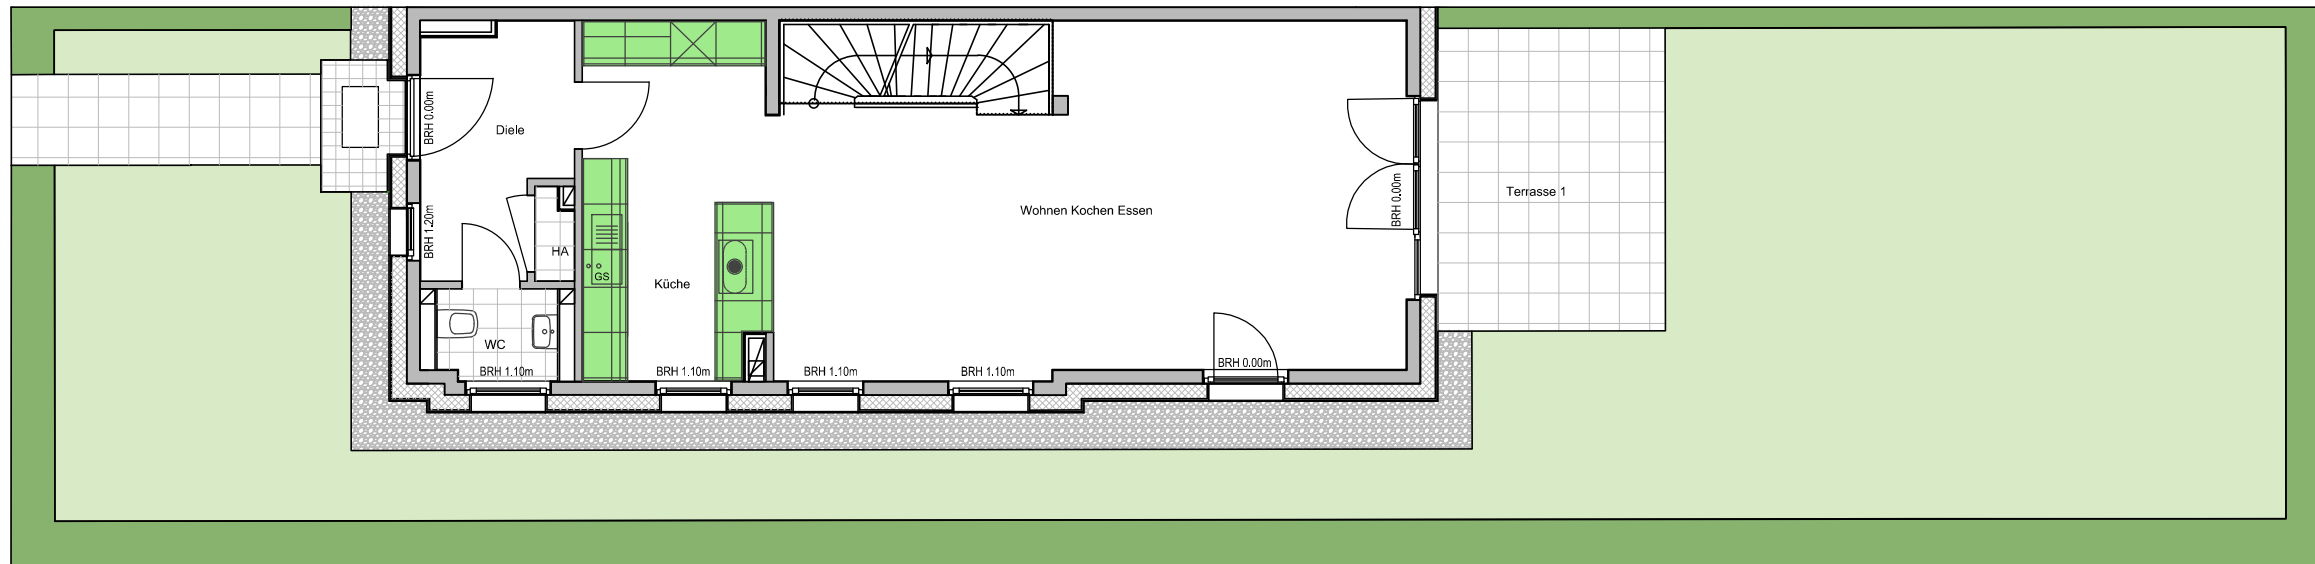 BRH 0.00m
Diele
BRH 1.20m
HA
GS
Küche
WC
BRH 1.10m
BRH 1.10m
BRH 1.10m
BRH 1.10m
Wohnen Kochen Essen
BRH 0.00m
BRH 0.00m
Terrasse 1